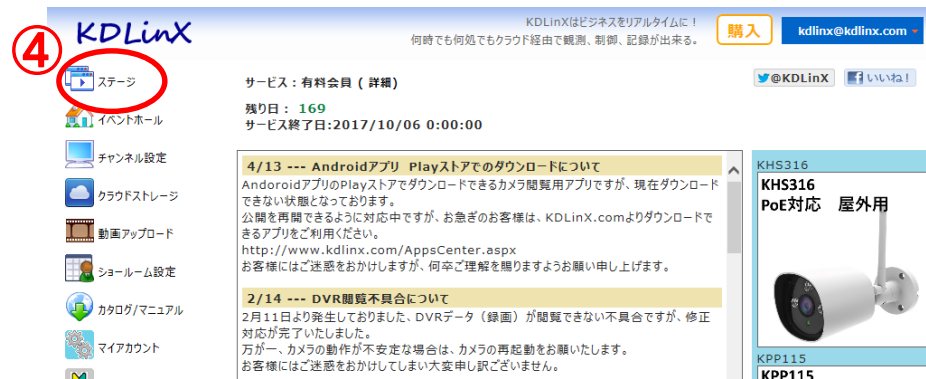 KDLinX
KDLinXはビジネスをリアルタイムに！
何時でも何処でもクラウド経由で観測、制御、記録が出来る。
購入
kdlinx@kdlinx.com
④
ステージ
イベントホール
チャンネル設定
クラウドストレージ
動画アップロード
ショールーム設定
カタログ/マニュアル
マイアカウント
サービス：有料会員 ( 詳細)
残り日： 169
サービス終了日:2017/10/06 0:00:00
@KDLinX
いいね！
4/13 --- Androidアプリ Playストアでのダウンロードについて
AndoroidアプリのPlayストアでダウンロードできるカメラ閲覧用アプリですが、現在ダウンロード
できない状態となっております。
公開を再開できるように対応中ですが、お急ぎのお客様は、KDLinX.comよりダウンロードで
きるアプリをご利用ください。
http://www.kdlinx.com/AppsCenter.aspx
お客様にはご迷惑をおかけしますが、何卒ご理解を賜りますようお願い申し上げます。
2/14 --- DVR閲覧不具合について
2月11日より発生しておりました、DVRデータ（録画）が閲覧できない不具合ですが、修正
対応が完了いたしました。
万が一、カメラの動作が不安定な場合は、カメラの再起動をお願いたします。
お客様にはご迷惑をおかけしてしまい大変申し訳ございません。
KHS316
KHS316
PoE対応 屋外用
KPP115
KPP115